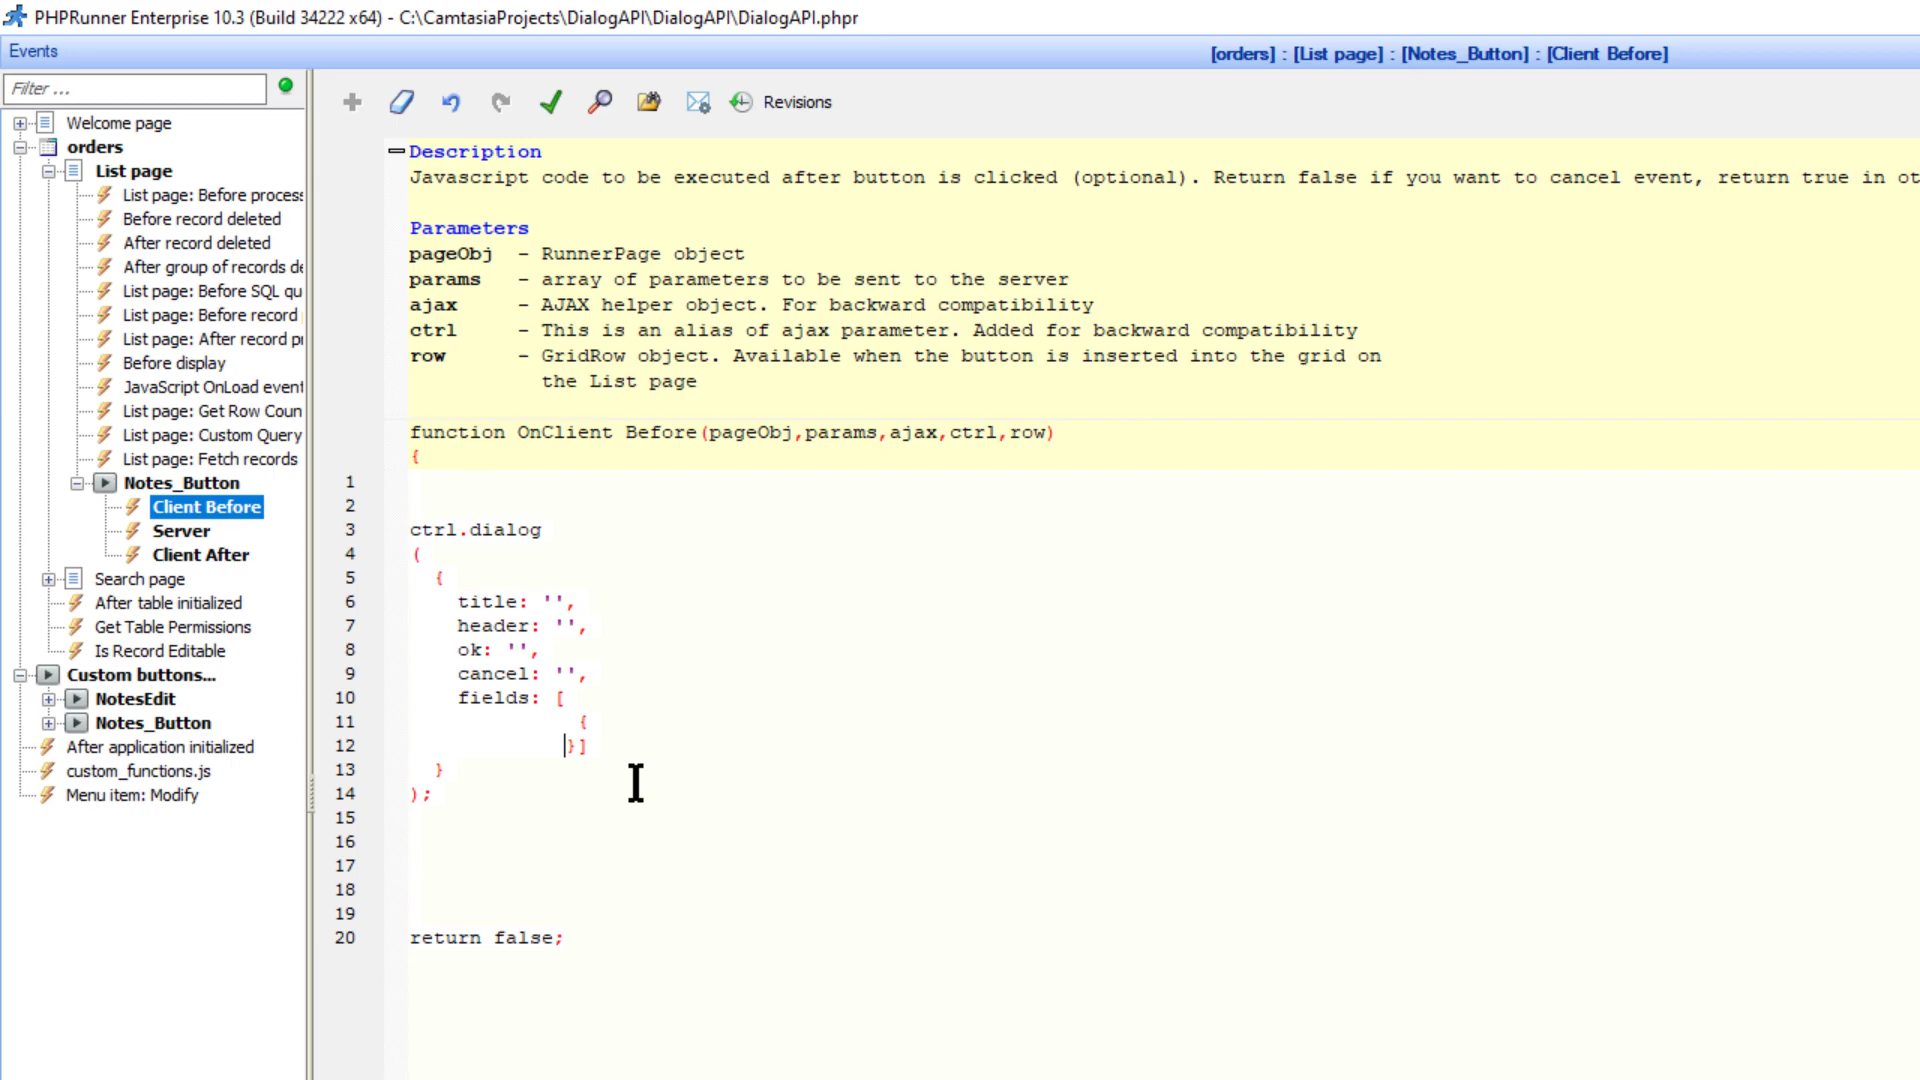 PHPRunner Enterprise 10.3 (Build 34222 x64) - C:\CamtasiaProjects\DialogAPI\DialogAPI\DialogAPI.phpr
Events
[orders] : [List page] : [Notes_Button] : [Client Before]
Filter ...
Revisions
Welcome page
orders
List page
List page: Before process
Before record deleted
After record deleted
After group of records de
List page: Before SQL qu
List page: Before record
List page: After record pr
Before display
JavaScript OnLoad event
List page: Get Row Coun
List page: Custom Query
List page: Fetch records
Notes_Button
Client Before
Server
Client After
Search page
After table initialized
Get Table Permissions
Is Record Editable
Custom buttons...
NotesEdit
Notes_Button
After application initialized
custom_functions.js
Menu item: Modify
Description
Javascript code to be executed after button is clicked (optional). Return false if you want to cancel event, return true in ot
Parameters
pageObj - RunnerPage object
params - array of parameters to be sent to the server
ajax - AJAX helper object. For backward compatibility
ctrl - This is an alias of ajax parameter. Added for backward compatibility
row - GridRow object. Available when the button is inserted into the grid on
the List page
function OnClient Before(pageObj,params,ajax,ctrl,row)
{
1
2
3 ctrl.dialog
4 (
5 {
6 title: '',
7 header: '',
8 ok: '',
9 cancel: '',
10 fields: [
11 {
12 }]
13 }
14 );
15
16
17
18
19
20 return false;